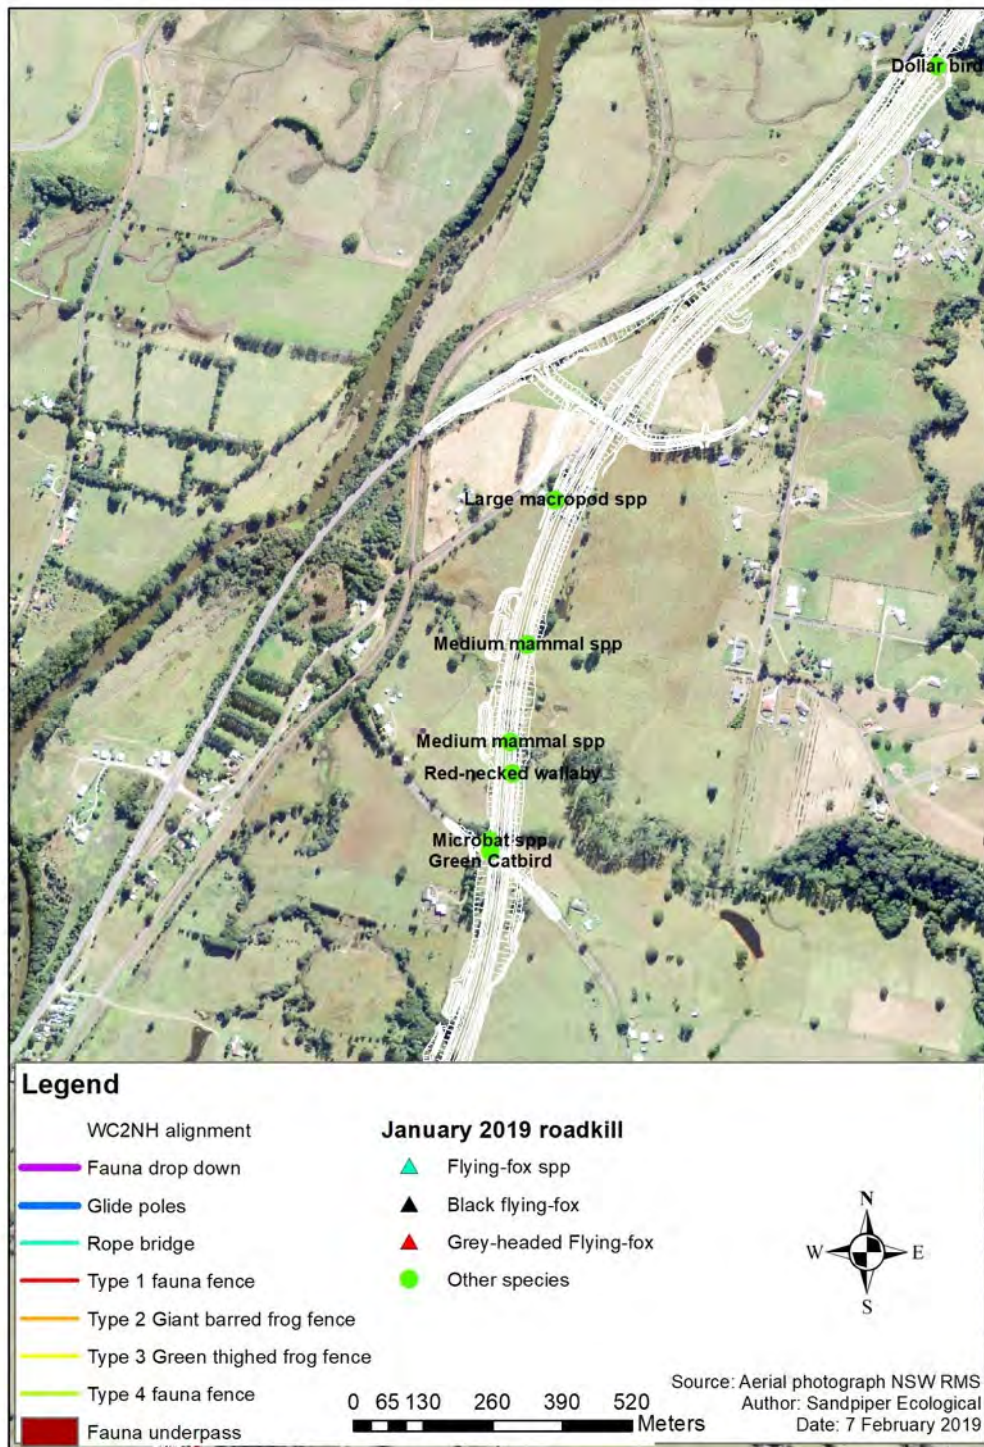 Dollar bird
Large macropod spp
Medium mammal spp
Medium mammal spp
Red-necked wallaby
Microbat spp
Green Catbird
Legend
WC2NH alignment
Fauna drop down
Glide poles
Rope bridge
Type 1 fauna fence
Type 2 Giant barred frog fence
Type 3 Green thighed frog fence
Type 4 fauna fence
Fauna underpass
January 2019 roadkill
Flying-fox spp
Black flying-fox
Grey-headed Flying-fox
Other species
N
W E
S
0 65 130 260 390 520
Meters
Source: Aerial photograph NSW RMS
Author: Sandpiper Ecological
Date: 7 February 2019